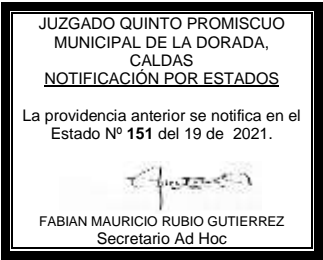 JUZGADO QUINTO PROMISCUO
MUNICIPAL DE LA DORADA,
CALDAS
NOTIFICACIÓN POR ESTADOS
La providencia anterior se notifica en el
Estado Nº 151 del 19 de 2021.
FABIAN MAURICIO RUBIO GUTIERREZ
Secretario Ad Hoc